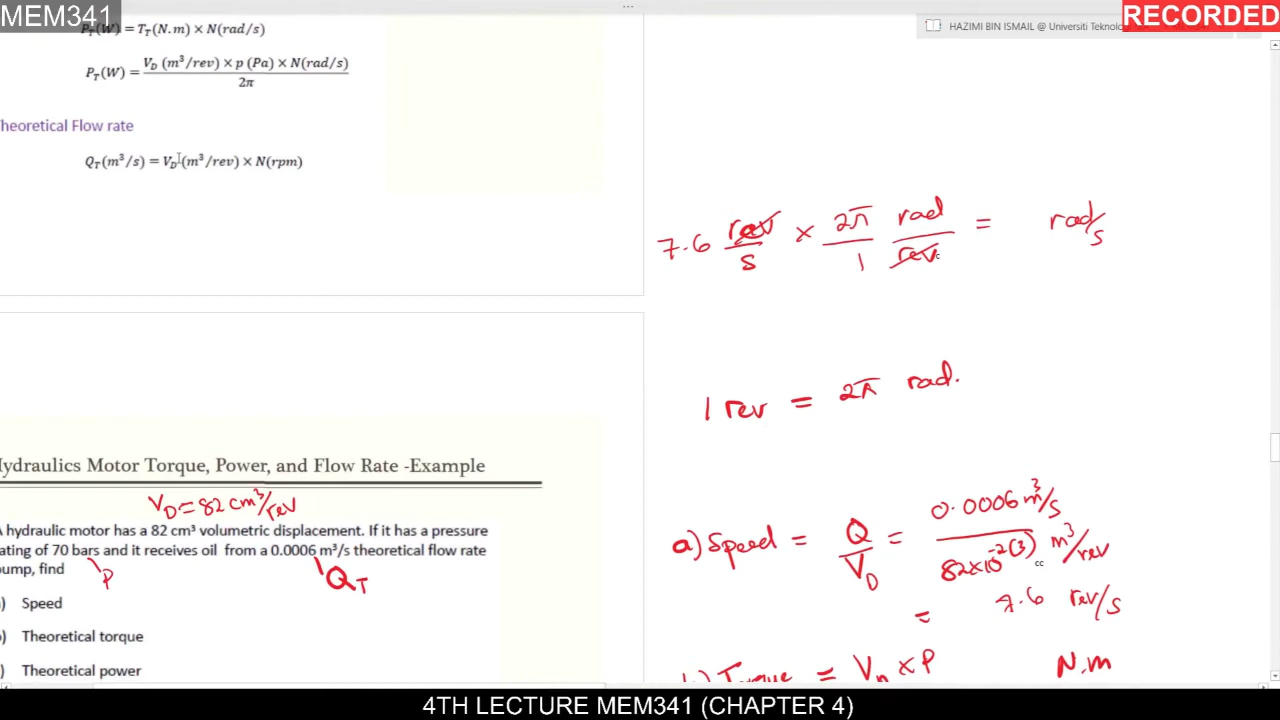 MEM341
RECORDED
HAZIMI BIN ISMAIL @ Universiti Teknolog
P_T(W) = T_T(N.m) × N(rad/s)
P_T(W) = V_D (m³/rev) × p (Pa) × N(rad/s) / 2π
heoretical Flow rate
Q_T(m³/s) = V_D(m³/rev) × N(rpm)
7.6 rev/s × 2π/1 rad/rev = rad/s
1 rev = 2π rad.
ydraulics Motor Torque, Power, and Flow Rate -Example
V_D = 82 cm³/rev
A hydraulic motor has a 82 cm³ volumetric displacement. If it has a pressure
ating of 70 bars and it receives oil from a 0.0006 m³/s theoretical flow rate
ump, find
P
Q_T
) Speed
) Theoretical torque
) Theoretical power
a) Speed = Q/V_D = 0.0006 m³/s / 82×10⁻²⁽³⁾ m³/rev
cc
= 7.6 rev/s
b) Torque = V_D × P N.m
4TH LECTURE MEM341 (CHAPTER 4)